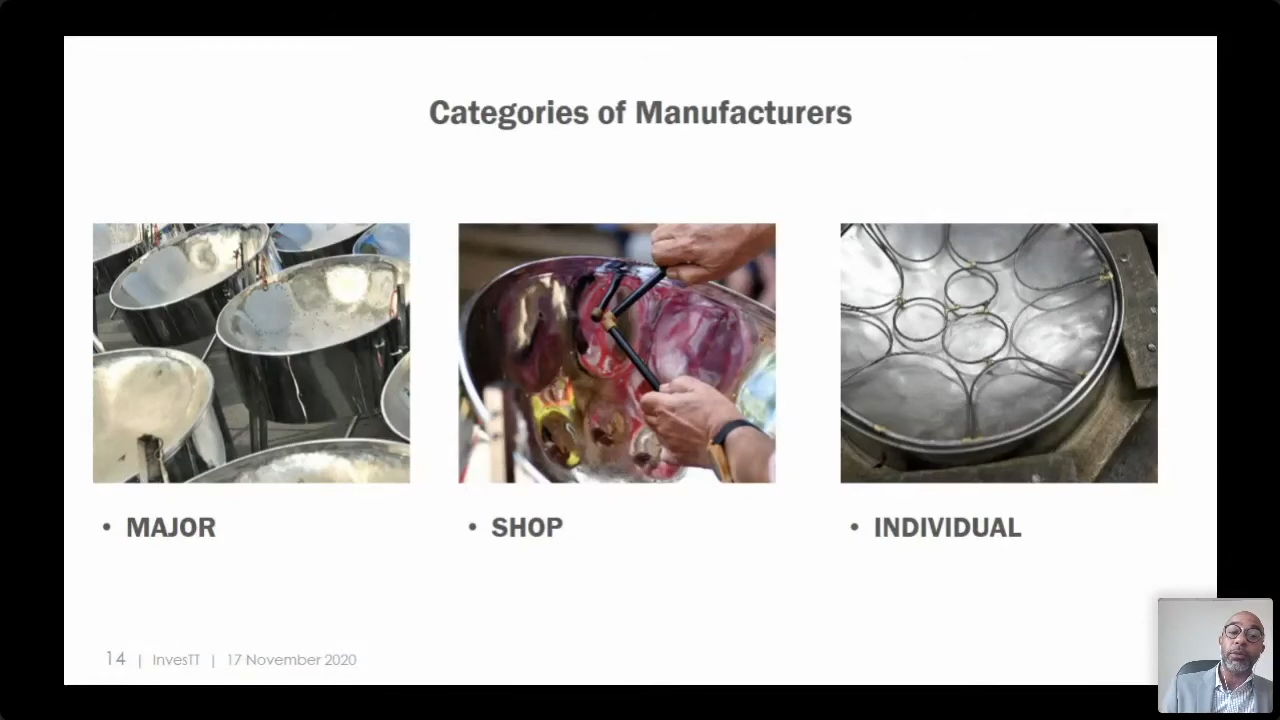 Categories of Manufacturers
• MAJOR
• SHOP
• INDIVIDUAL
14 | InvesTT | 17 November 2020